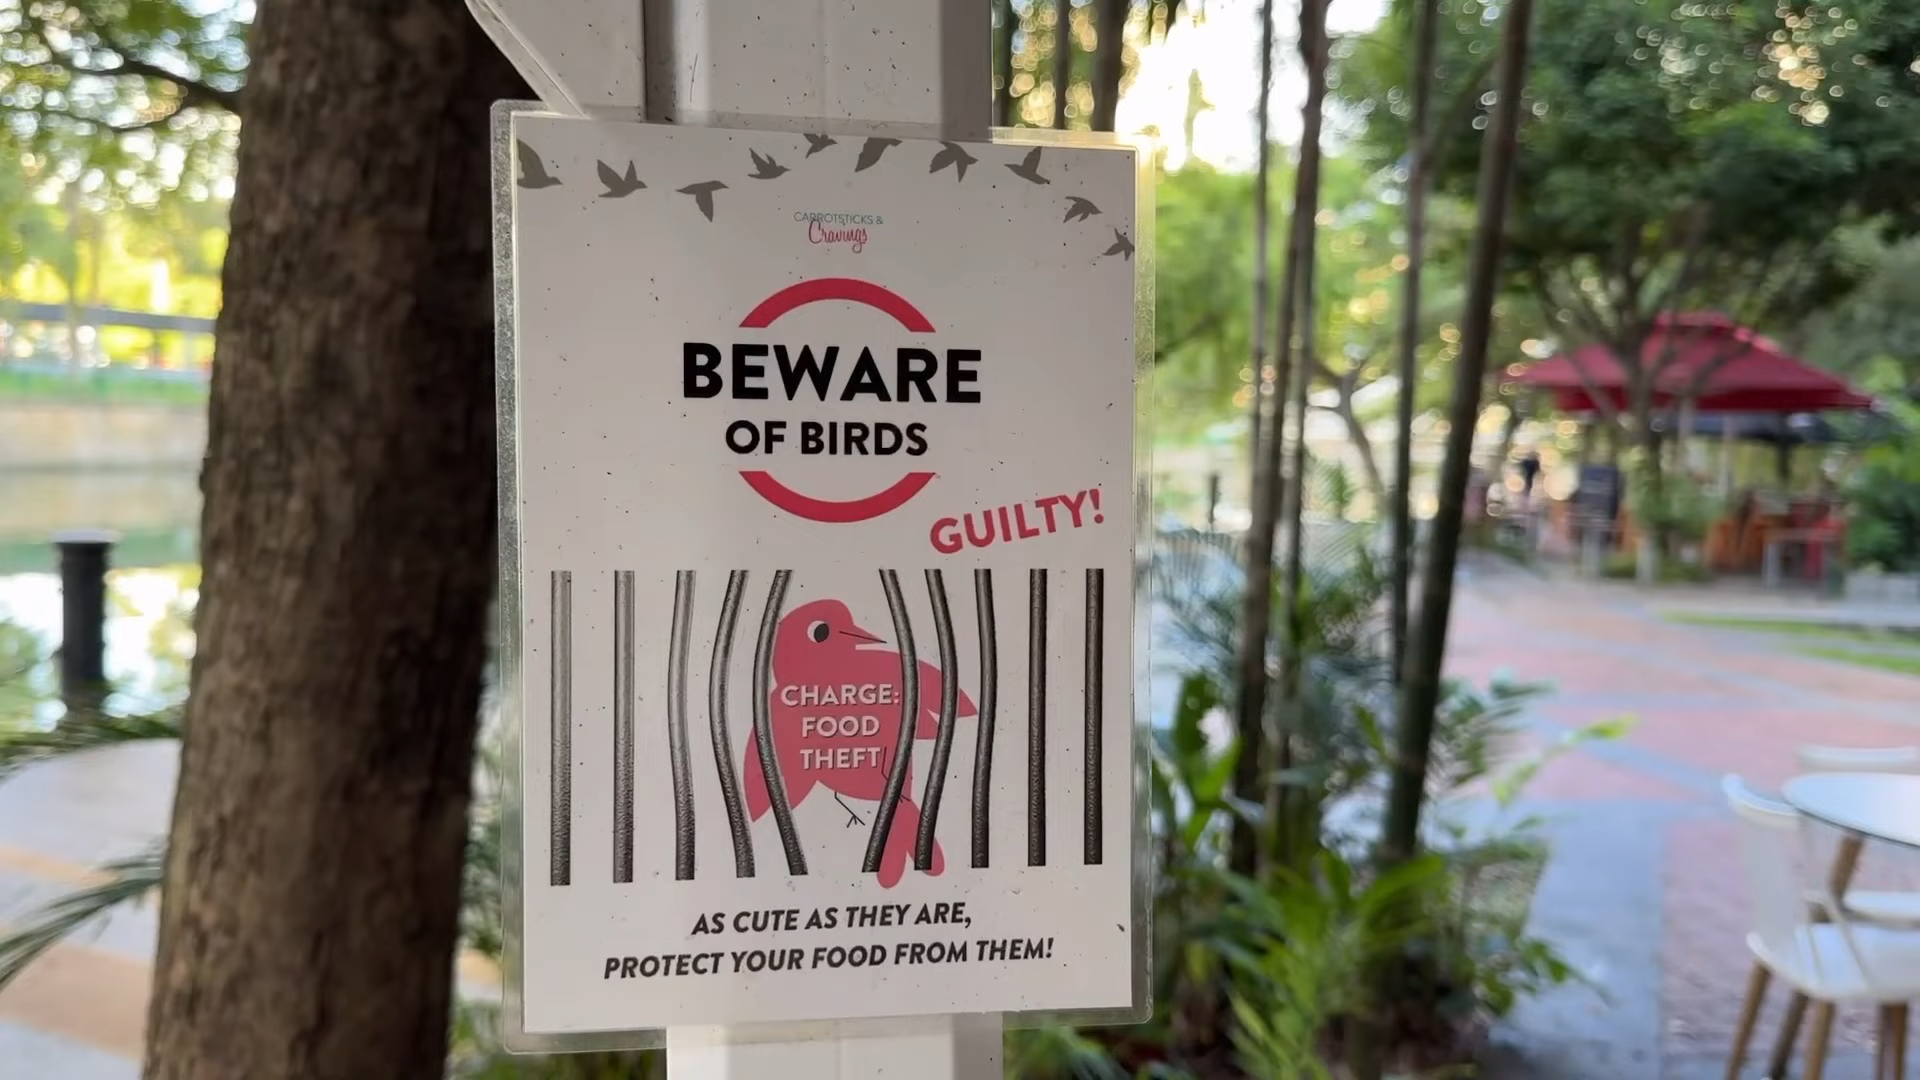 CARROTSTICKS &
Cravings
BEWARE
OF BIRDS
GUILTY!
CHARGE:
FOOD
THEFT
AS CUTE AS THEY ARE,
PROTECT YOUR FOOD FROM THEM!